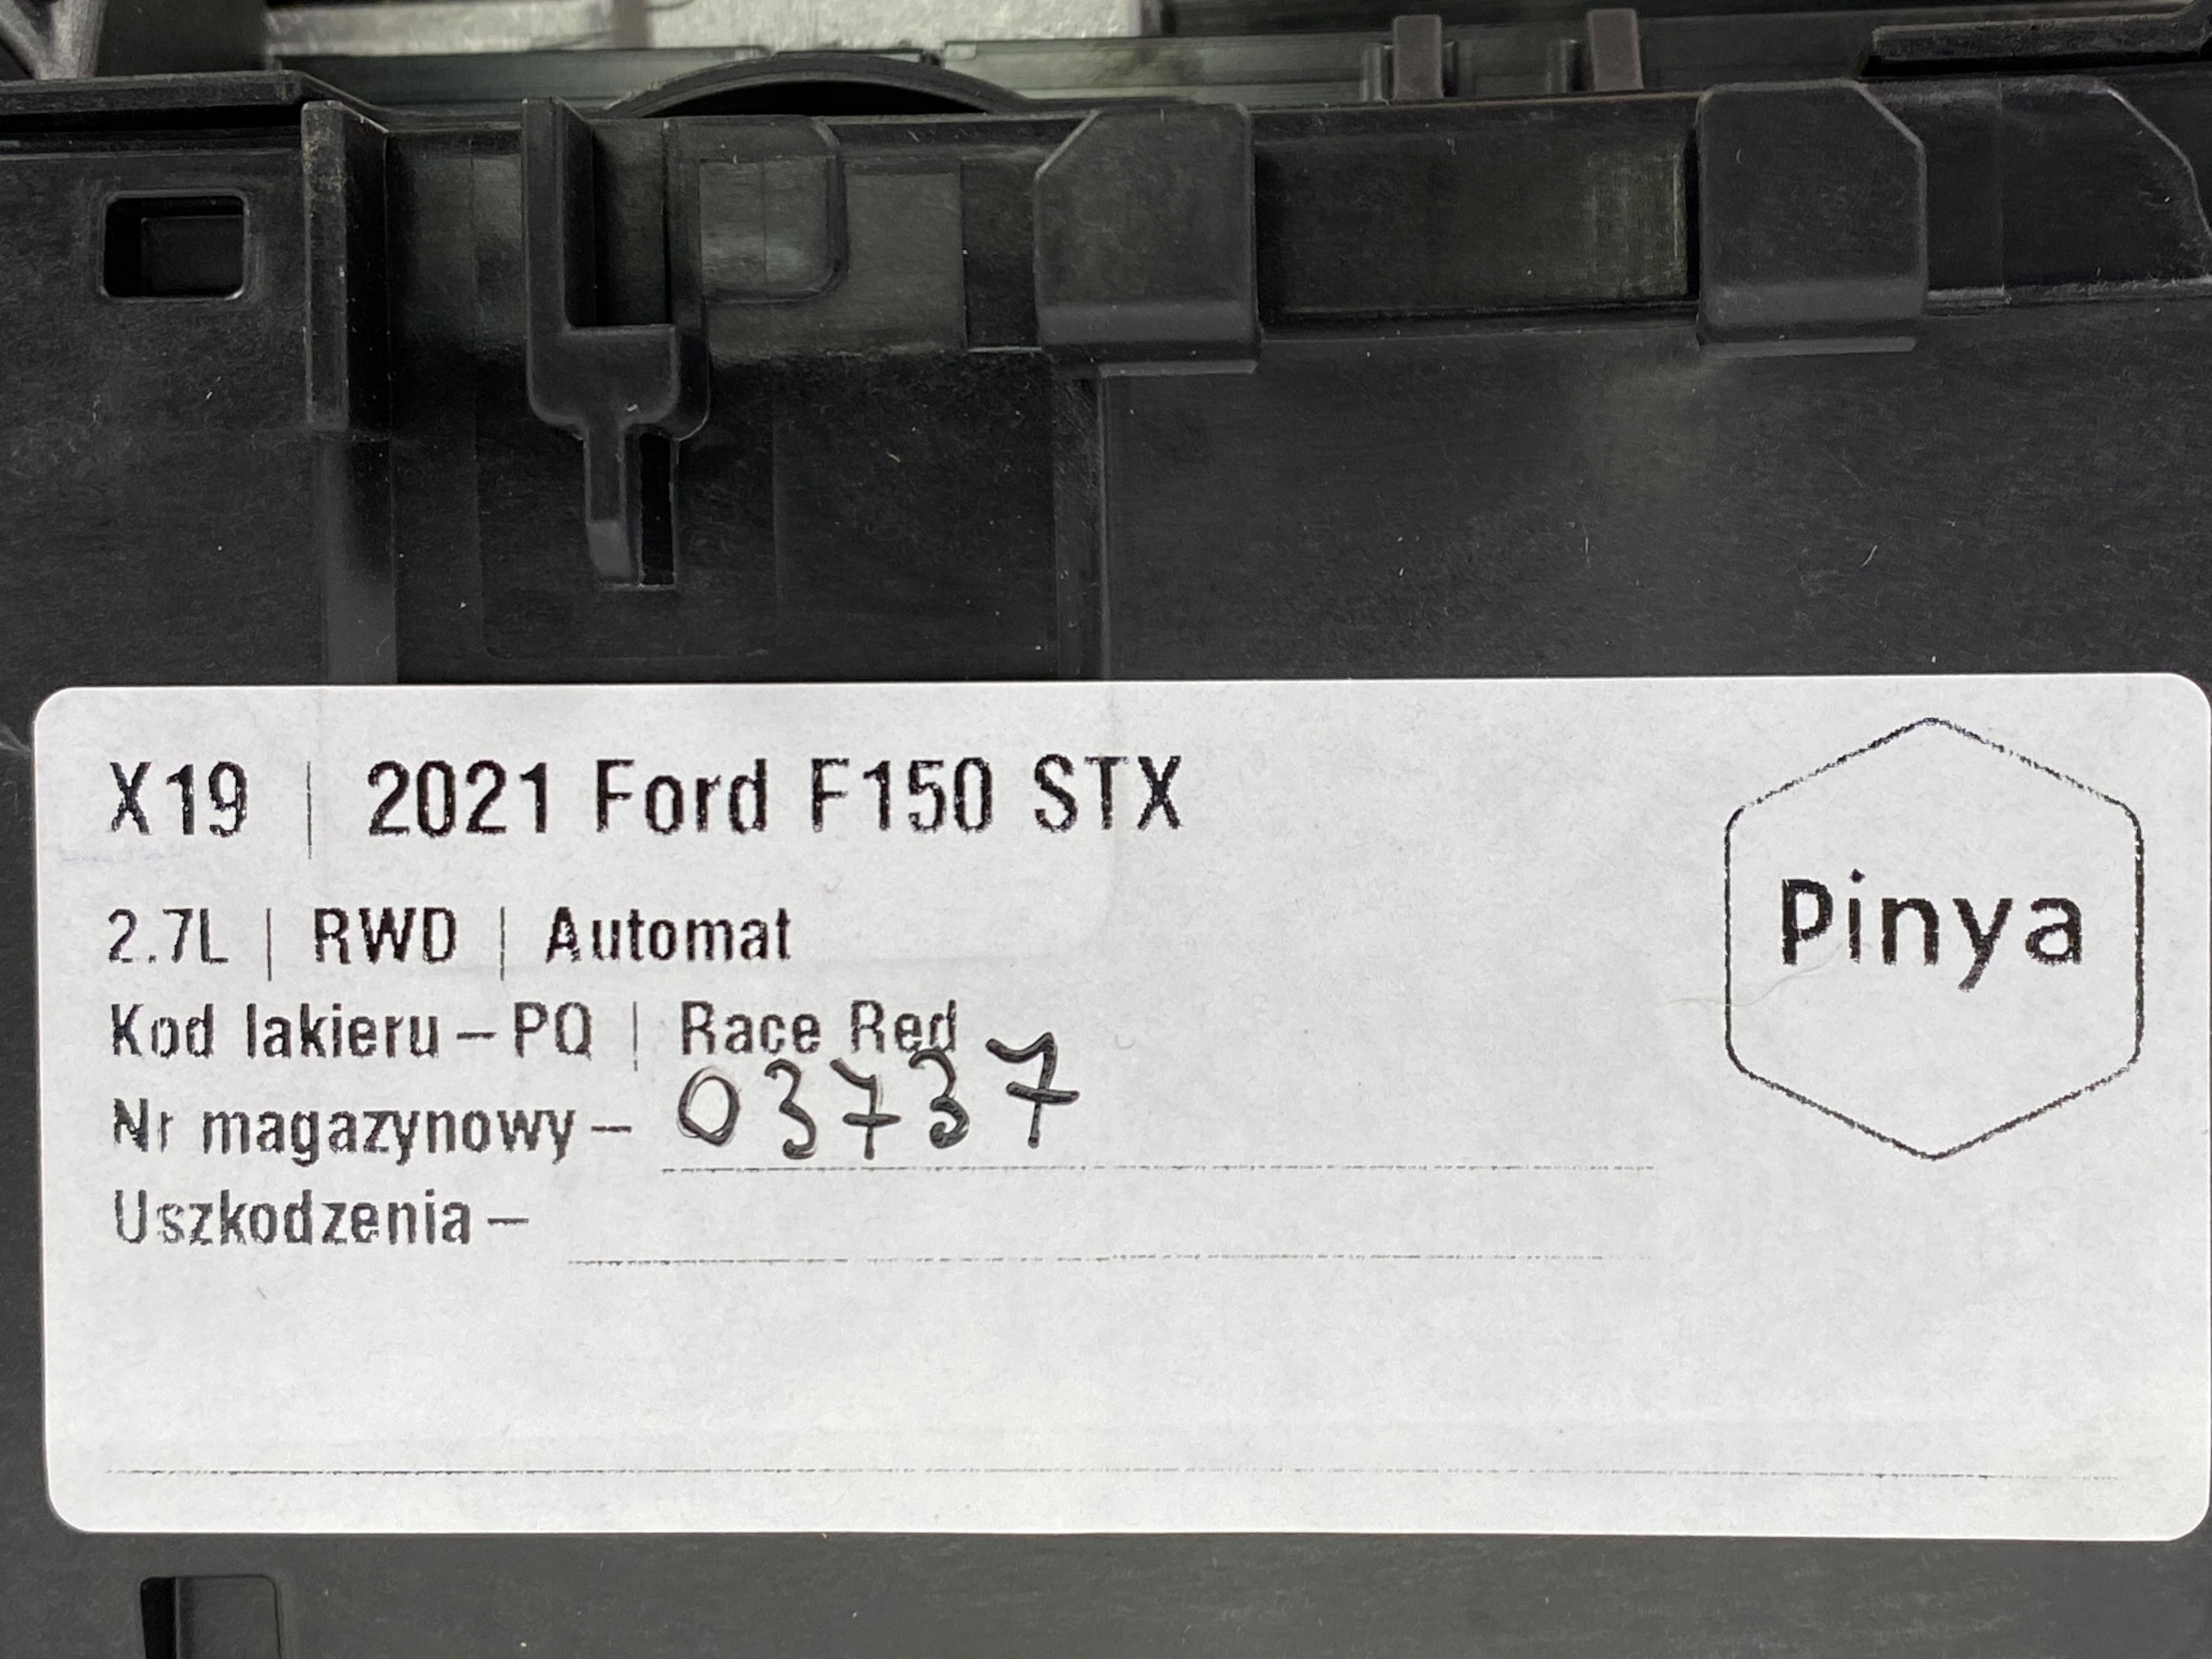 X19 | 2021 Ford F150 STX
2.7L | RWD | Automat
Kod lakieru – PQ | Race Red
Nr magazynowy – 03737
Uszkodzenia –
Pinya